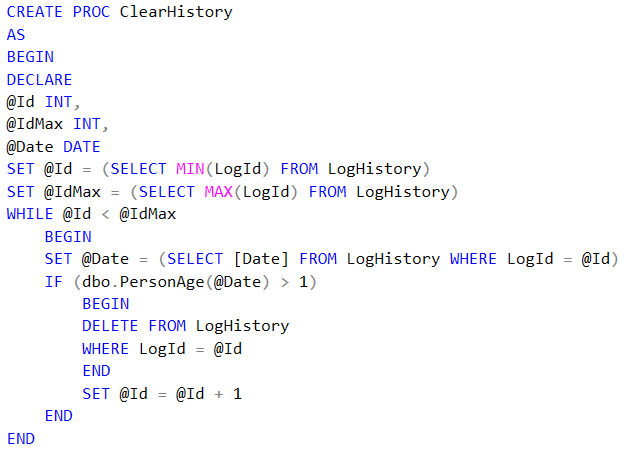 CREATE PROC ClearHistory
AS
BEGIN
DECLARE
@Id INT,
@IdMax INT,
@Date DATE
SET @Id = (SELECT MIN(LogId) FROM LogHistory)
SET @IdMax = (SELECT MAX(LogId) FROM LogHistory)
WHILE @Id < @IdMax
    BEGIN
    SET @Date = (SELECT [Date] FROM LogHistory WHERE LogId = @Id)
    IF (dbo.PersonAge(@Date) > 1)
        BEGIN
        DELETE FROM LogHistory
        WHERE LogId = @Id
        END
        SET @Id = @Id + 1
    END
END